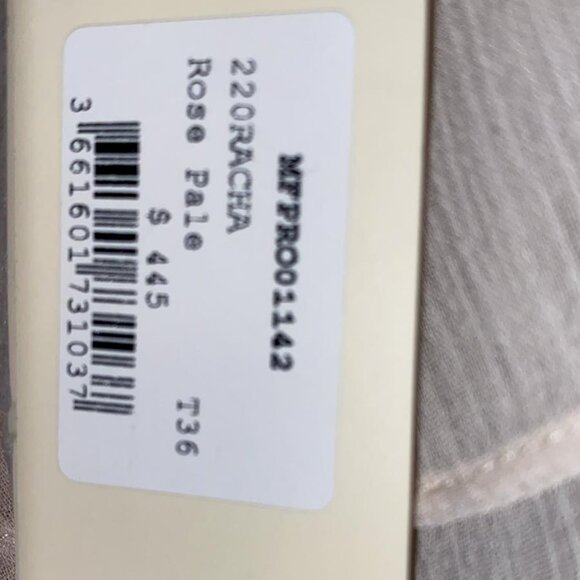 MFPRO01142
220RACHA
Rose Pale T36
$ 445
3 661601 731037